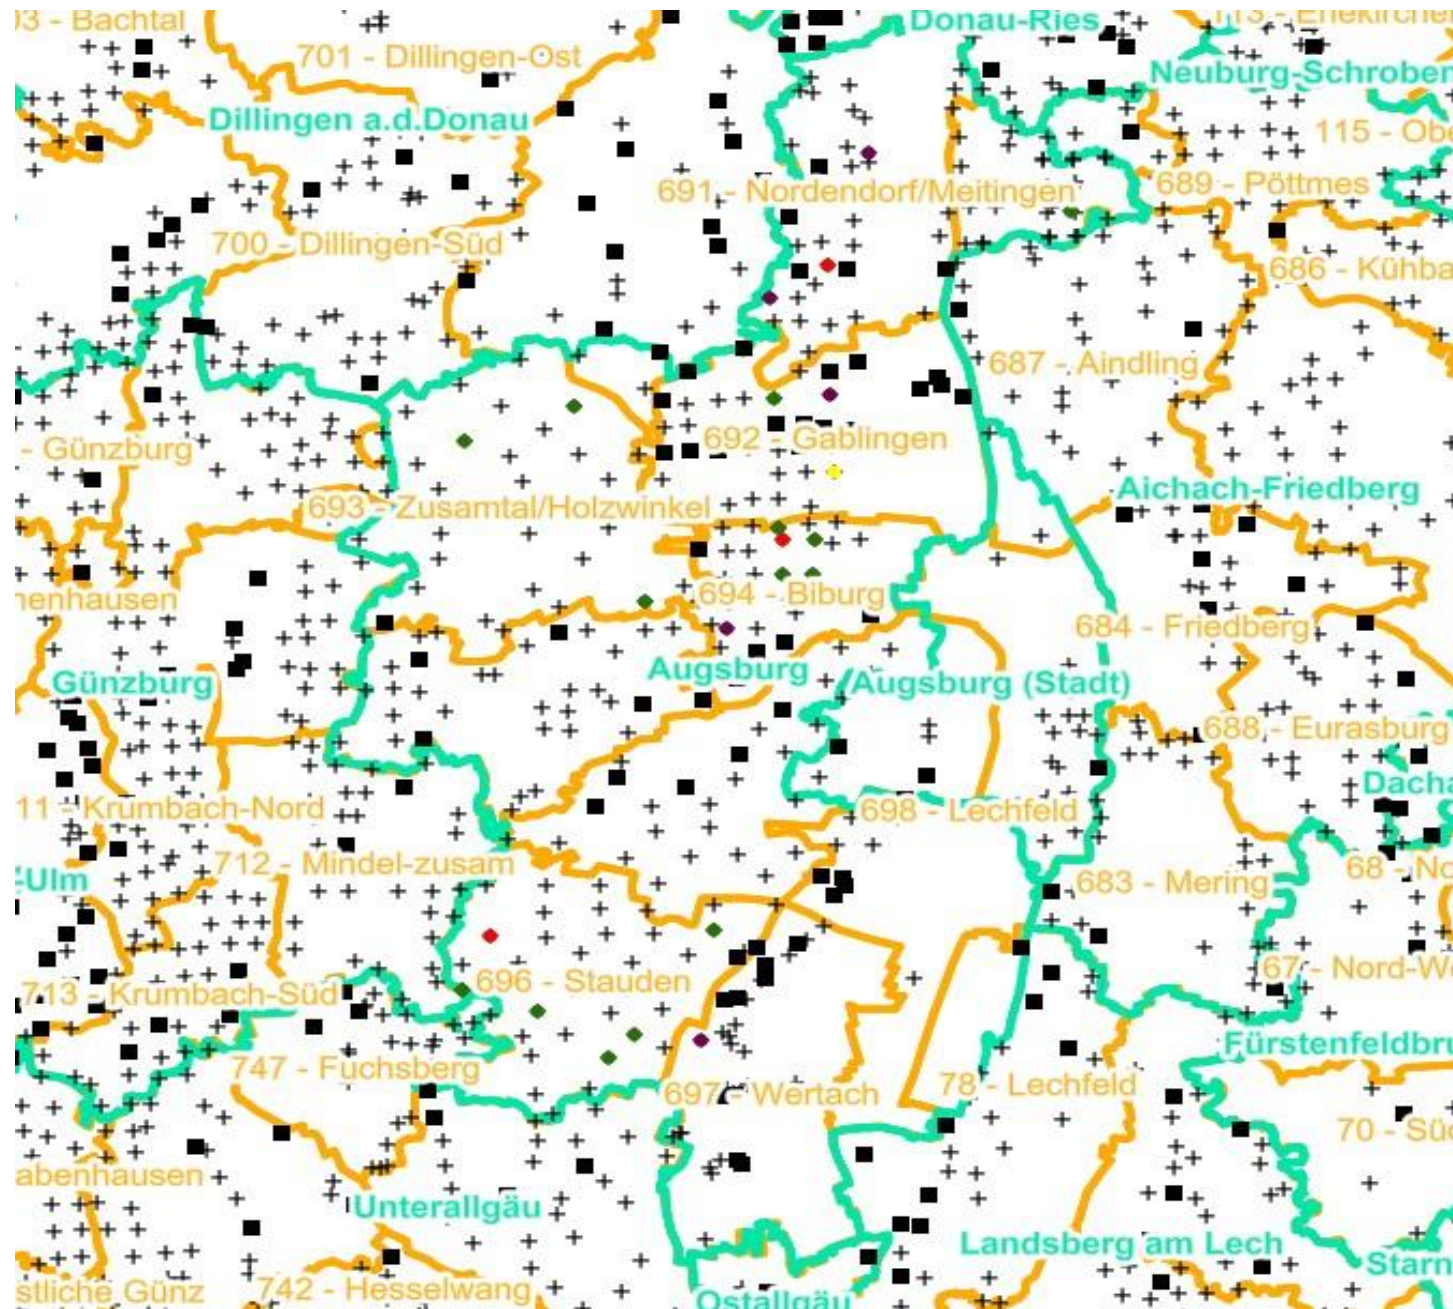 03 - Bachtal
Donau-Ries
701 - Dillingen-Ost
Neuburg-Schroben
Dillingen a.d.Donau
115 - Ob
691 - Nordendorf/Meitingen
689 - Pöttmes
700 - Dillingen-Süd
686 - Kühba
687 - Aindling
- Günzburg
692 - Gablingen
Aichach-Friedberg
693 - Zusamtal/Holzwinkel
nenhausen
694 - Biburg
684 - Friedberg
Günzburg
Augsburg
Augsburg (Stadt)
688 - Eurasburg
Dacha
11 - Krumbach-Nord
698 - Lechfeld
712 - Mindel-zusam
68 - No
-Ulm
683 - Mering
67 - Nord-W
713 - Krumbach-Süd
696 - Stauden
Fürstenfeldbru
747 - Fuchsberg
697 - Wertach
78 - Lechfeld
70 - Süd
abenhausen
Unterallgäu
Landsberg am Lech
Starn
stliche Günz
742 - Hesselwang
Ostallgäu